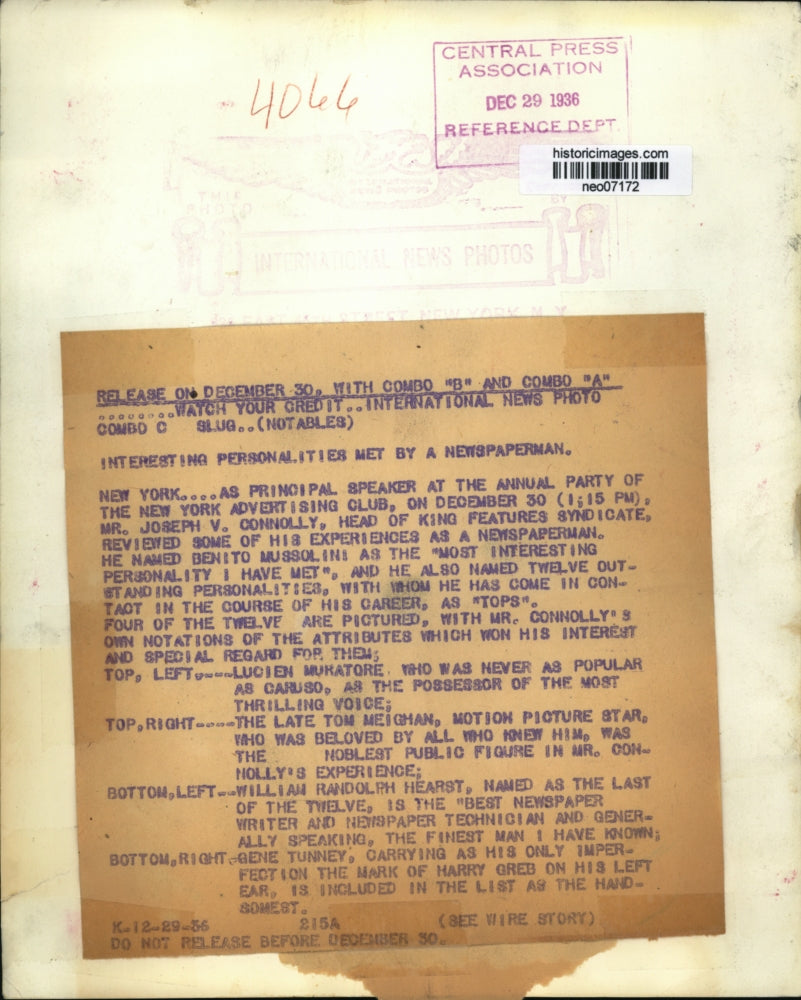 CENTRAL PRESS
ASSOCIATION
DEC 29 1936
REFERENCE DEPT.
4066
historicimages.com
neo07172
THIS
PHOTO
BY
INTERNATIONAL NEWS PHOTOS
EAST STREET NEW YORK N.Y.
RELEASE ON DECEMBER 30, WITH COMBO "B" AND COMBO "A"
........WATCH YOUR CREDIT..INTERNATIONAL NEWS PHOTO
COMBO C SLUG..(NOTABLES)
INTERESTING PERSONALITIES MET BY A NEWSPAPERMAN.
NEW YORK....AS PRINCIPAL SPEAKER AT THE ANNUAL PARTY OF
THE NEW YORK ADVERTISING CLUB, ON DECEMBER 30 (1;15 PM),
MR. JOSEPH V. CONNOLLY, HEAD OF KING FEATURES SYNDICATE,
REVIEWED SOME OF HIS EXPERIENCES AS A NEWSPAPERMAN.
HE NAMED BENITO MUSSOLINI AS THE "MOST INTERESTING
PERSONALITY I HAVE MET", AND HE ALSO NAMED TWELVE OUT-
STANDING PERSONALITIES, WITH WHOM HE HAS COME IN CON-
TACT IN THE COURSE OF HIS CAREER, AS "TOPS".
FOUR OF THE TWELVE ARE PICTURED, WITH MR. CONNOLLY'S
OWN NOTATIONS OF THE ATTRIBUTES WHICH WON HIS INTEREST
AND SPECIAL REGARD FOR THEM;
TOP, LEFT,----LUCIEN MURATORE, WHO WAS NEVER AS POPULAR
AS CARUSO, AS THE POSSESSOR OF THE MOST
THRILLING VOICE;
TOP,RIGHT-----THE LATE TOM MEIGHAN, MOTION PICTURE STAR,
WHO WAS BELOVED BY ALL WHO KNEW HIM, WAS
THE NOBLEST PUBLIC FIGURE IN MR. CON-
NOLLY'S EXPERIENCE;
BOTTOM,LEFT--WILLIAM RANDOLPH HEARST, NAMED AS THE LAST
OF THE TWELVE, IS THE "BEST NEWSPAPER
WRITER AND NEWSPAPER TECHNICIAN AND GENER-
ALLY SPEAKING, THE FINEST MAN I HAVE KNOWN;
BOTTOM,RIGHT-GENE TUNNEY, CARRYING AS HIS ONLY IMPER-
FECTION THE MARK OF HARRY GREB ON HIS LEFT
EAR, IS INCLUDED IN THE LIST AS THE HAND-
SOMEST.
K-12-29-36 215A (SEE WIRE STORY)
DO NOT RELEASE BEFORE DECEMBER 30.